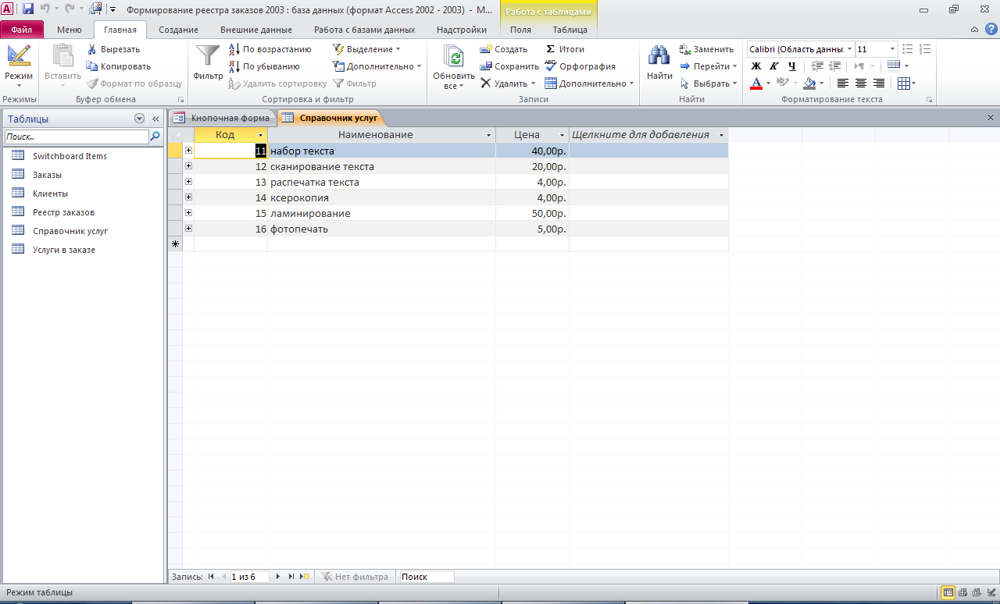 Формирование реестра заказов 2003 : база данных (формат Access 2002 - 2003) - М...
Работа с таблицами
Файл Меню Главная Создание Внешние данные Работа с базами данных Надстройки Поля Таблица
Режим
Режимы
Вставить
Вырезать
Копировать
Формат по образцу
Буфер обмена
Фильтр
По возрастанию
По убыванию
Удалить сортировку
Выделение
Дополнительно
Фильтр
Сортировка и фильтр
Обновить
все
Создать
Сохранить
Удалить
Итоги
Орфография
Дополнительно
Записи
Найти
Заменить
Перейти
Выбрать
Найти
Calibri (Область данны: 11
Ж К Ч
Форматирование текста
Таблицы
Поиск...
Switchboard Items
Заказы
Клиенты
Реестр заказов
Справочник услуг
Услуги в заказе
Кнопочная форма Справочник услуг
Код Наименование Цена Щелкните для добавления
11 набор текста 40,00р.
12 сканирование текста 20,00р.
13 распечатка текста 4,00р.
14 ксерокопия 4,00р.
15 ламинирование 50,00р.
16 фотопечать 5,00р.
Запись: 1 из 6 Нет фильтра Поиск
Режим таблицы